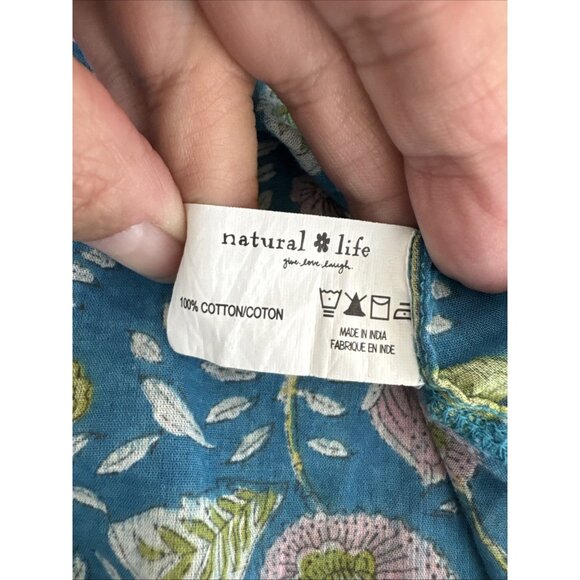 natural life
give. love. laugh.
100% COTTON/COTON
MADE IN INDIA
FABRIQUE EN INDE